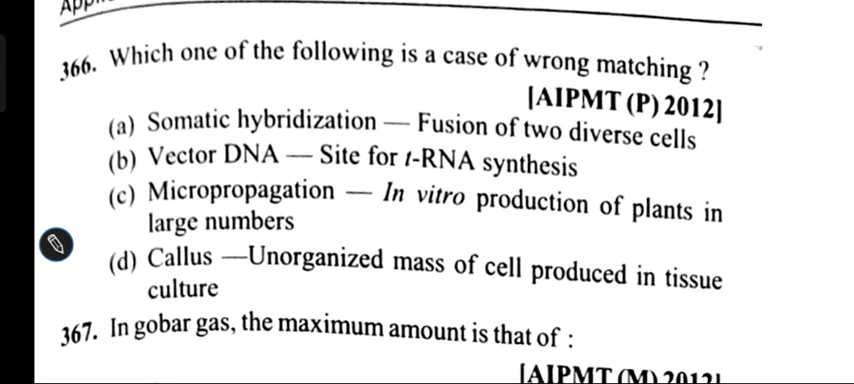 366. Which one of the following is a case of wrong matching ?
[AIPMT (P) 2012]
(a) Somatic hybridization — Fusion of two diverse cells
(b) Vector DNA — Site for t-RNA synthesis
(c) Micropropagation — In vitro production of plants in
large numbers
(d) Callus —Unorganized mass of cell produced in tissue
culture
367. In gobar gas, the maximum amount is that of :
[AIPMT (M) 2012]